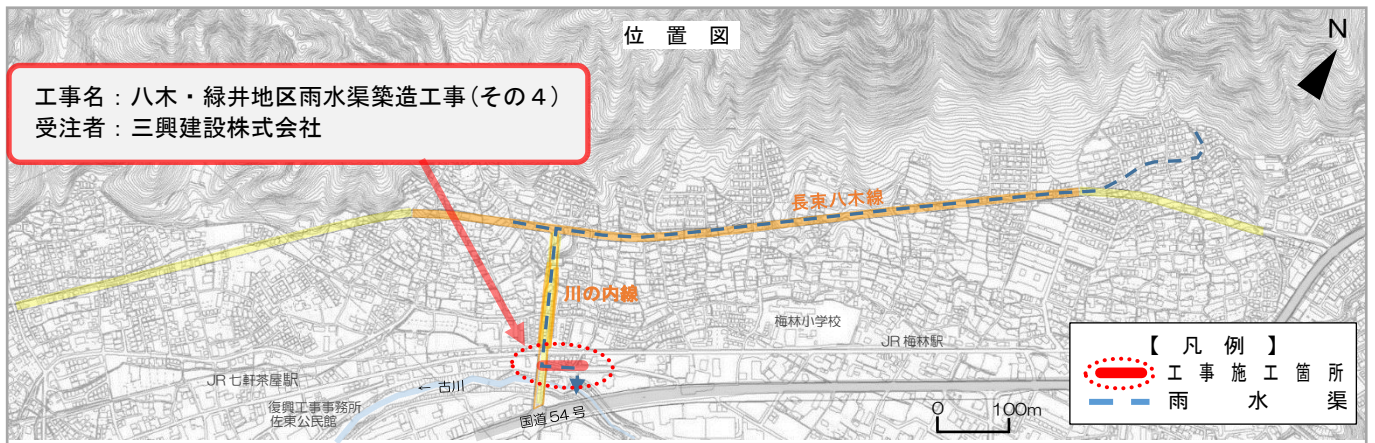 位置図
N
工事名：八木・緑井地区雨水渠築造工事（その４）
受注者：三興建設株式会社
長束八木線
川の内線
梅林小学校
JR梅林駅
JR七軒茶屋駅
← 古川
復興工事事務所
佐東公民館
国道54号
0 100m
【凡例】
工事施工箇所
雨水渠